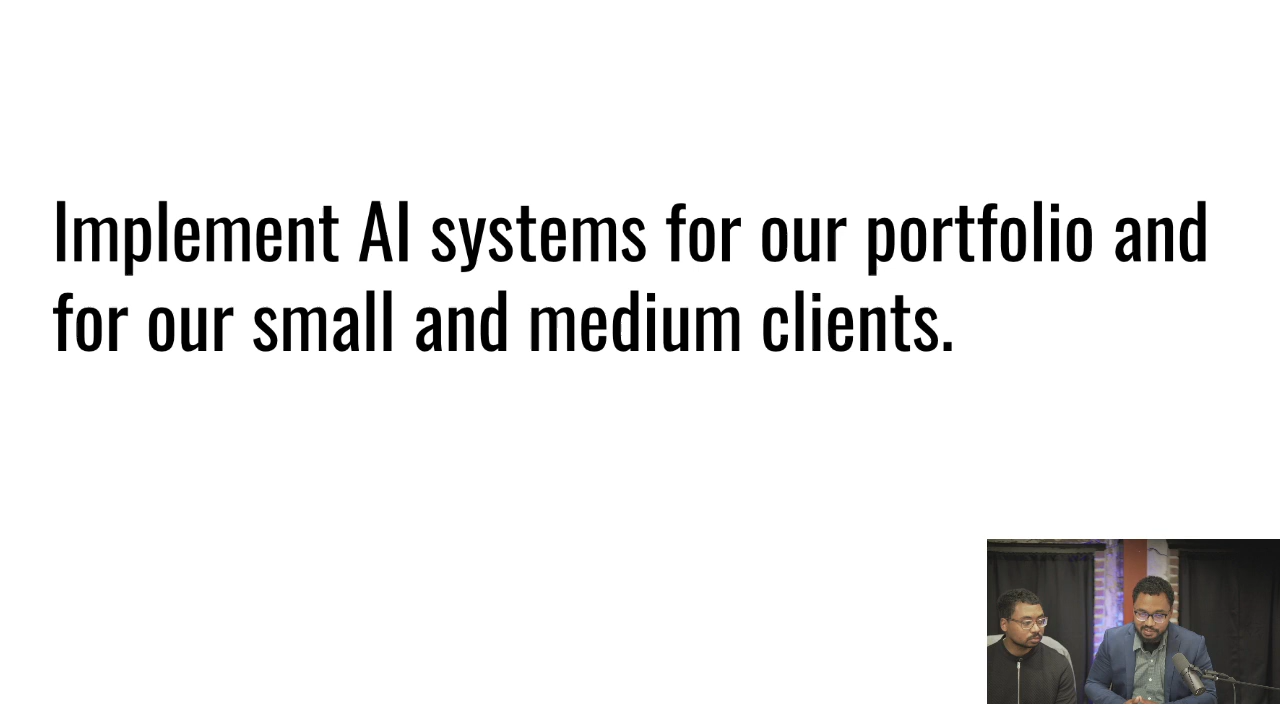 Implement AI systems for our portfolio and
for our small and medium clients.